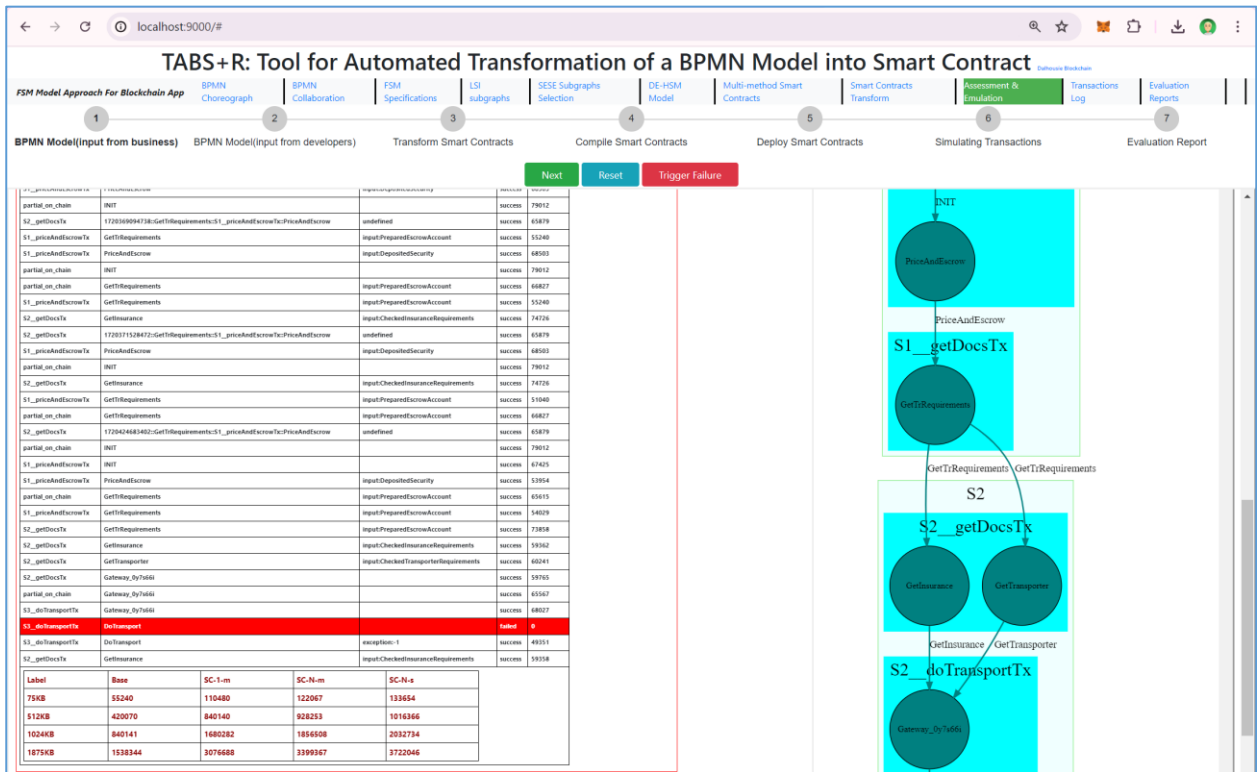 localhost:9000/#
TABS+R: Tool for Automated Transformation of a BPMN Model into Smart Contract Dalhousie Blockchain
FSM Model Approach For Blockchain App
BPMN Choreograph
BPMN Collaboration
FSM Specifications
LSI subgraphs
SESE Subgraphs Selection
DE-HSM Model
Multi-method Smart Contracts
Smart Contracts Transform
Assessment & Emulation
Transactions Log
Evaluation Reports
1 2 3 4 5 6 7
BPMN Model(input from business) BPMN Model(input from developers) Transform Smart Contracts Compile Smart Contracts Deploy Smart Contracts Simulating Transactions Evaluation Report
Next Reset Trigger Failure
S1__priceAndEscrowTx PriceAndEscrow input:DepositedSecurity success 68503
partial_on_chain INIT success 79012
S2__getDocsTx 1720369094738::GetTrRequirements:S1__priceAndEscrowTx::PriceAndEscrow undefined success 65879
S1__priceAndEscrowTx GetTrRequirements input:PreparedEscrowAccount success 55240
S1__priceAndEscrowTx PriceAndEscrow input:DepositedSecurity success 68503
partial_on_chain INIT success 79012
partial_on_chain GetTrRequirements input:PreparedEscrowAccount success 66827
S1__priceAndEscrowTx GetTrRequirements input:PreparedEscrowAccount success 55240
S2__getDocsTx GetInsurance input:CheckedInsuranceRequirements success 74726
S2__getDocsTx 1720371528472::GetTrRequirements:S1__priceAndEscrowTx::PriceAndEscrow undefined success 65879
S1__priceAndEscrowTx PriceAndEscrow input:DepositedSecurity success 68503
partial_on_chain INIT success 79012
S2__getDocsTx GetInsurance input:CheckedInsuranceRequirements success 74726
S1__priceAndEscrowTx GetTrRequirements input:PreparedEscrowAccount success 51040
partial_on_chain GetTrRequirements input:PreparedEscrowAccount success 66827
S2__getDocsTx 1720424683402::GetTrRequirements:S1__priceAndEscrowTx::PriceAndEscrow undefined success 65879
partial_on_chain INIT success 79012
S1__priceAndEscrowTx INIT success 67425
S1__priceAndEscrowTx PriceAndEscrow input:DepositedSecurity success 53954
partial_on_chain GetTrRequirements input:PreparedEscrowAccount success 65615
S1__priceAndEscrowTx GetTrRequirements input:PreparedEscrowAccount success 54029
S2__getDocsTx GetTrRequirements input:PreparedEscrowAccount success 73858
S2__getDocsTx GetInsurance input:CheckedInsuranceRequirements success 59362
S2__getDocsTx GetTransporter input:CheckedTransporterRequirements success 60241
S2__getDocsTx Gateway_0y7s66i success 59765
partial_on_chain Gateway_0y7s66i success 65567
S3__doTransportTx Gateway_0y7s66i success 68027
S3__doTransportTx DoTransport failed 0
S3__doTransportTx DoTransport exception:-1 success 49351
S2__getDocsTx GetInsurance input:CheckedInsuranceRequirements success 59358
Label Base SC-1-m SC-N-m SC-N-s
75KB 55240 110480 122067 133654
512KB 420070 840140 928253 1016366
1024KB 840141 1680282 1856508 2032734
1875KB 1538344 3076688 3399367 3722046
INIT
PriceAndEscrow
PriceAndEscrow
S1__getDocsTx
GetTrRequirements
GetTrRequirements GetTrRequirements
S2
S2__getDocsTx
GetInsurance GetTransporter
GetInsurance GetTransporter
S2__doTransportTx
Gateway_0y7s66i